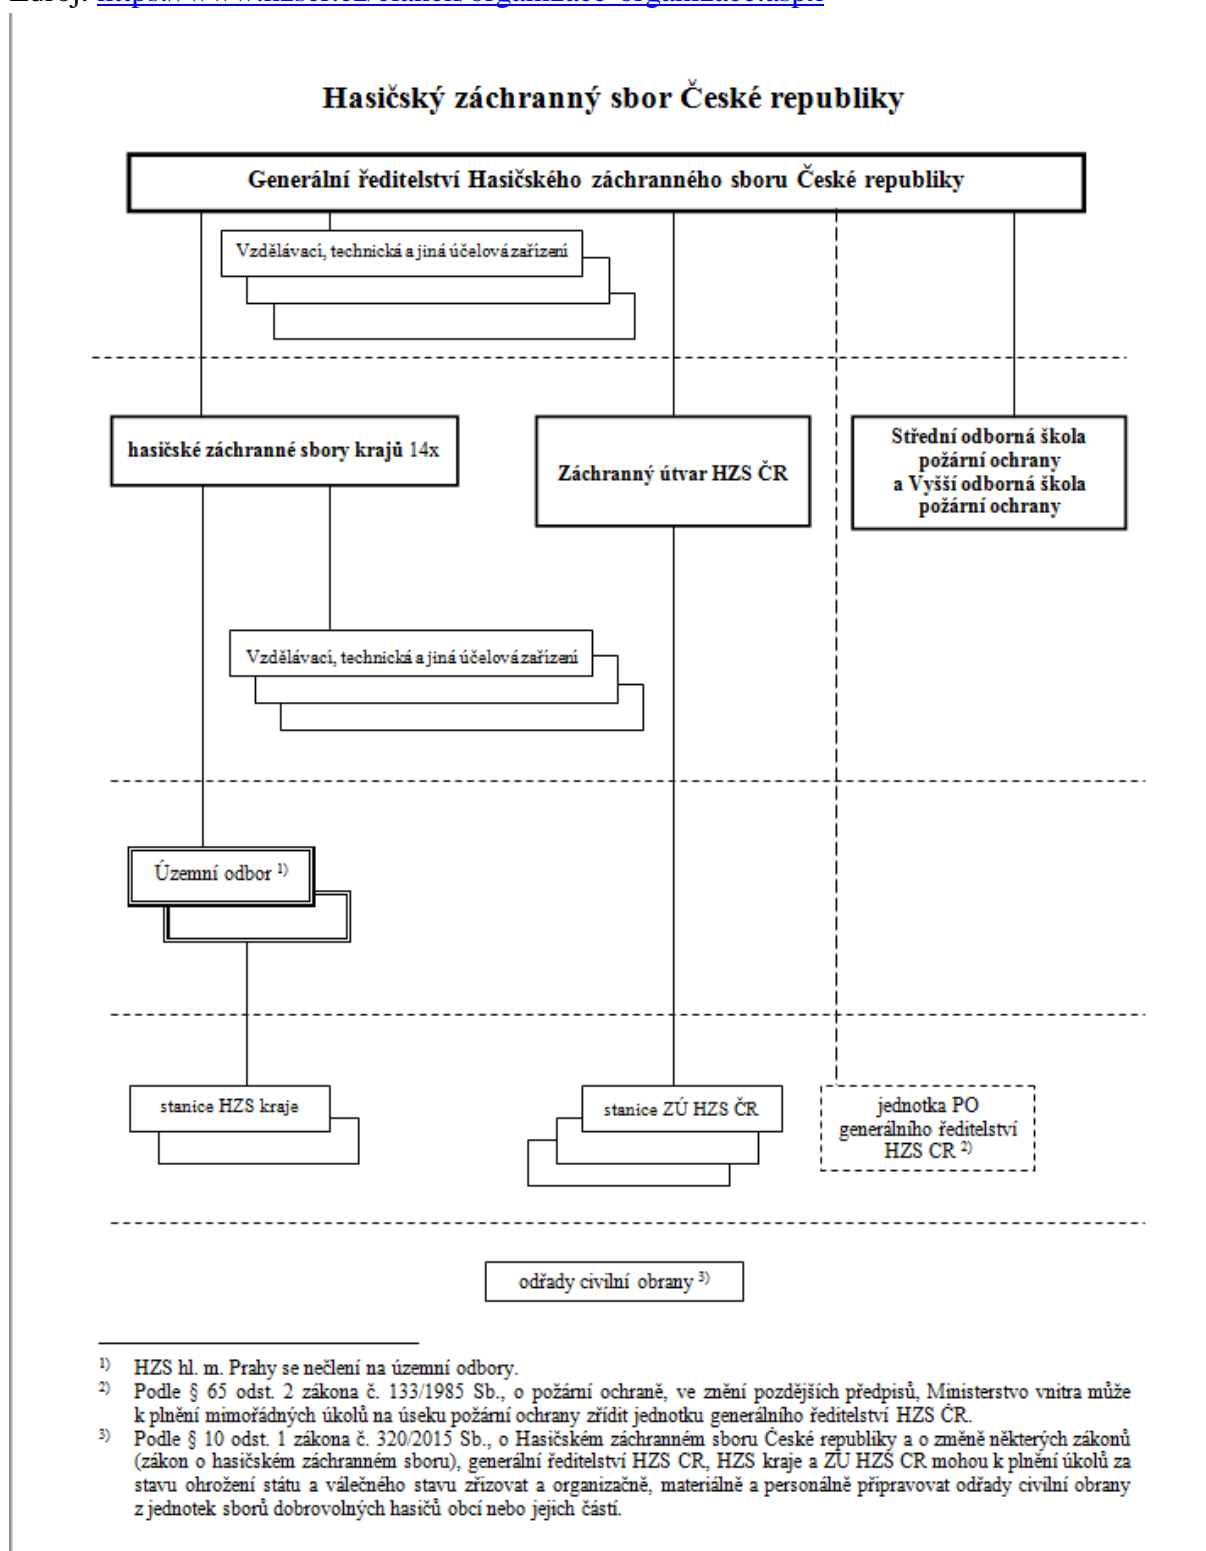 Hasičský záchranný sbor České republiky
Generální ředitelství Hasičského záchranného sboru České republiky
Vzdělávací, technická a jiná účelová zařízení
hasičské záchranné sbory krajů 14x
Záchranný útvar HZS ČR
Střední odborná škola
požární ochrany
a Vyšší odborná škola
požární ochrany
Vzdělávací, technická a jiná účelová zařízení
Územní odbor 1)
stanice HZS kraje
stanice ZÚ HZS ČR
jednotka PO
generálního ředitelství
HZS CR 2)
odřady civilní obrany 3)
1) HZS hl. m. Prahy se nečlení na územní odbory.
2) Podle § 65 odst. 2 zákona č. 133/1985 Sb., o požární ochraně, ve znění pozdějších předpisů, Ministerstvo vnitra může
k plnění mimořádných úkolů na úseku požární ochrany zřídit jednotku generálního ředitelství HZS ČR.
3) Podle § 10 odst. 1 zákona č. 320/2015 Sb., o Hasičském záchranném sboru České republiky a o změně některých zákonů
(zákon o hasičském záchranném sboru), generální ředitelství HZS CR, HZS kraje a ZÚ HZS CR mohou k plnění úkolů za
stavu ohrožení státu a válečného stavu zřizovat a organizačně, materiálně a personálně připravovat odřady civilní obrany
z jednotek sborů dobrovolných hasičů obcí nebo jejich částí.